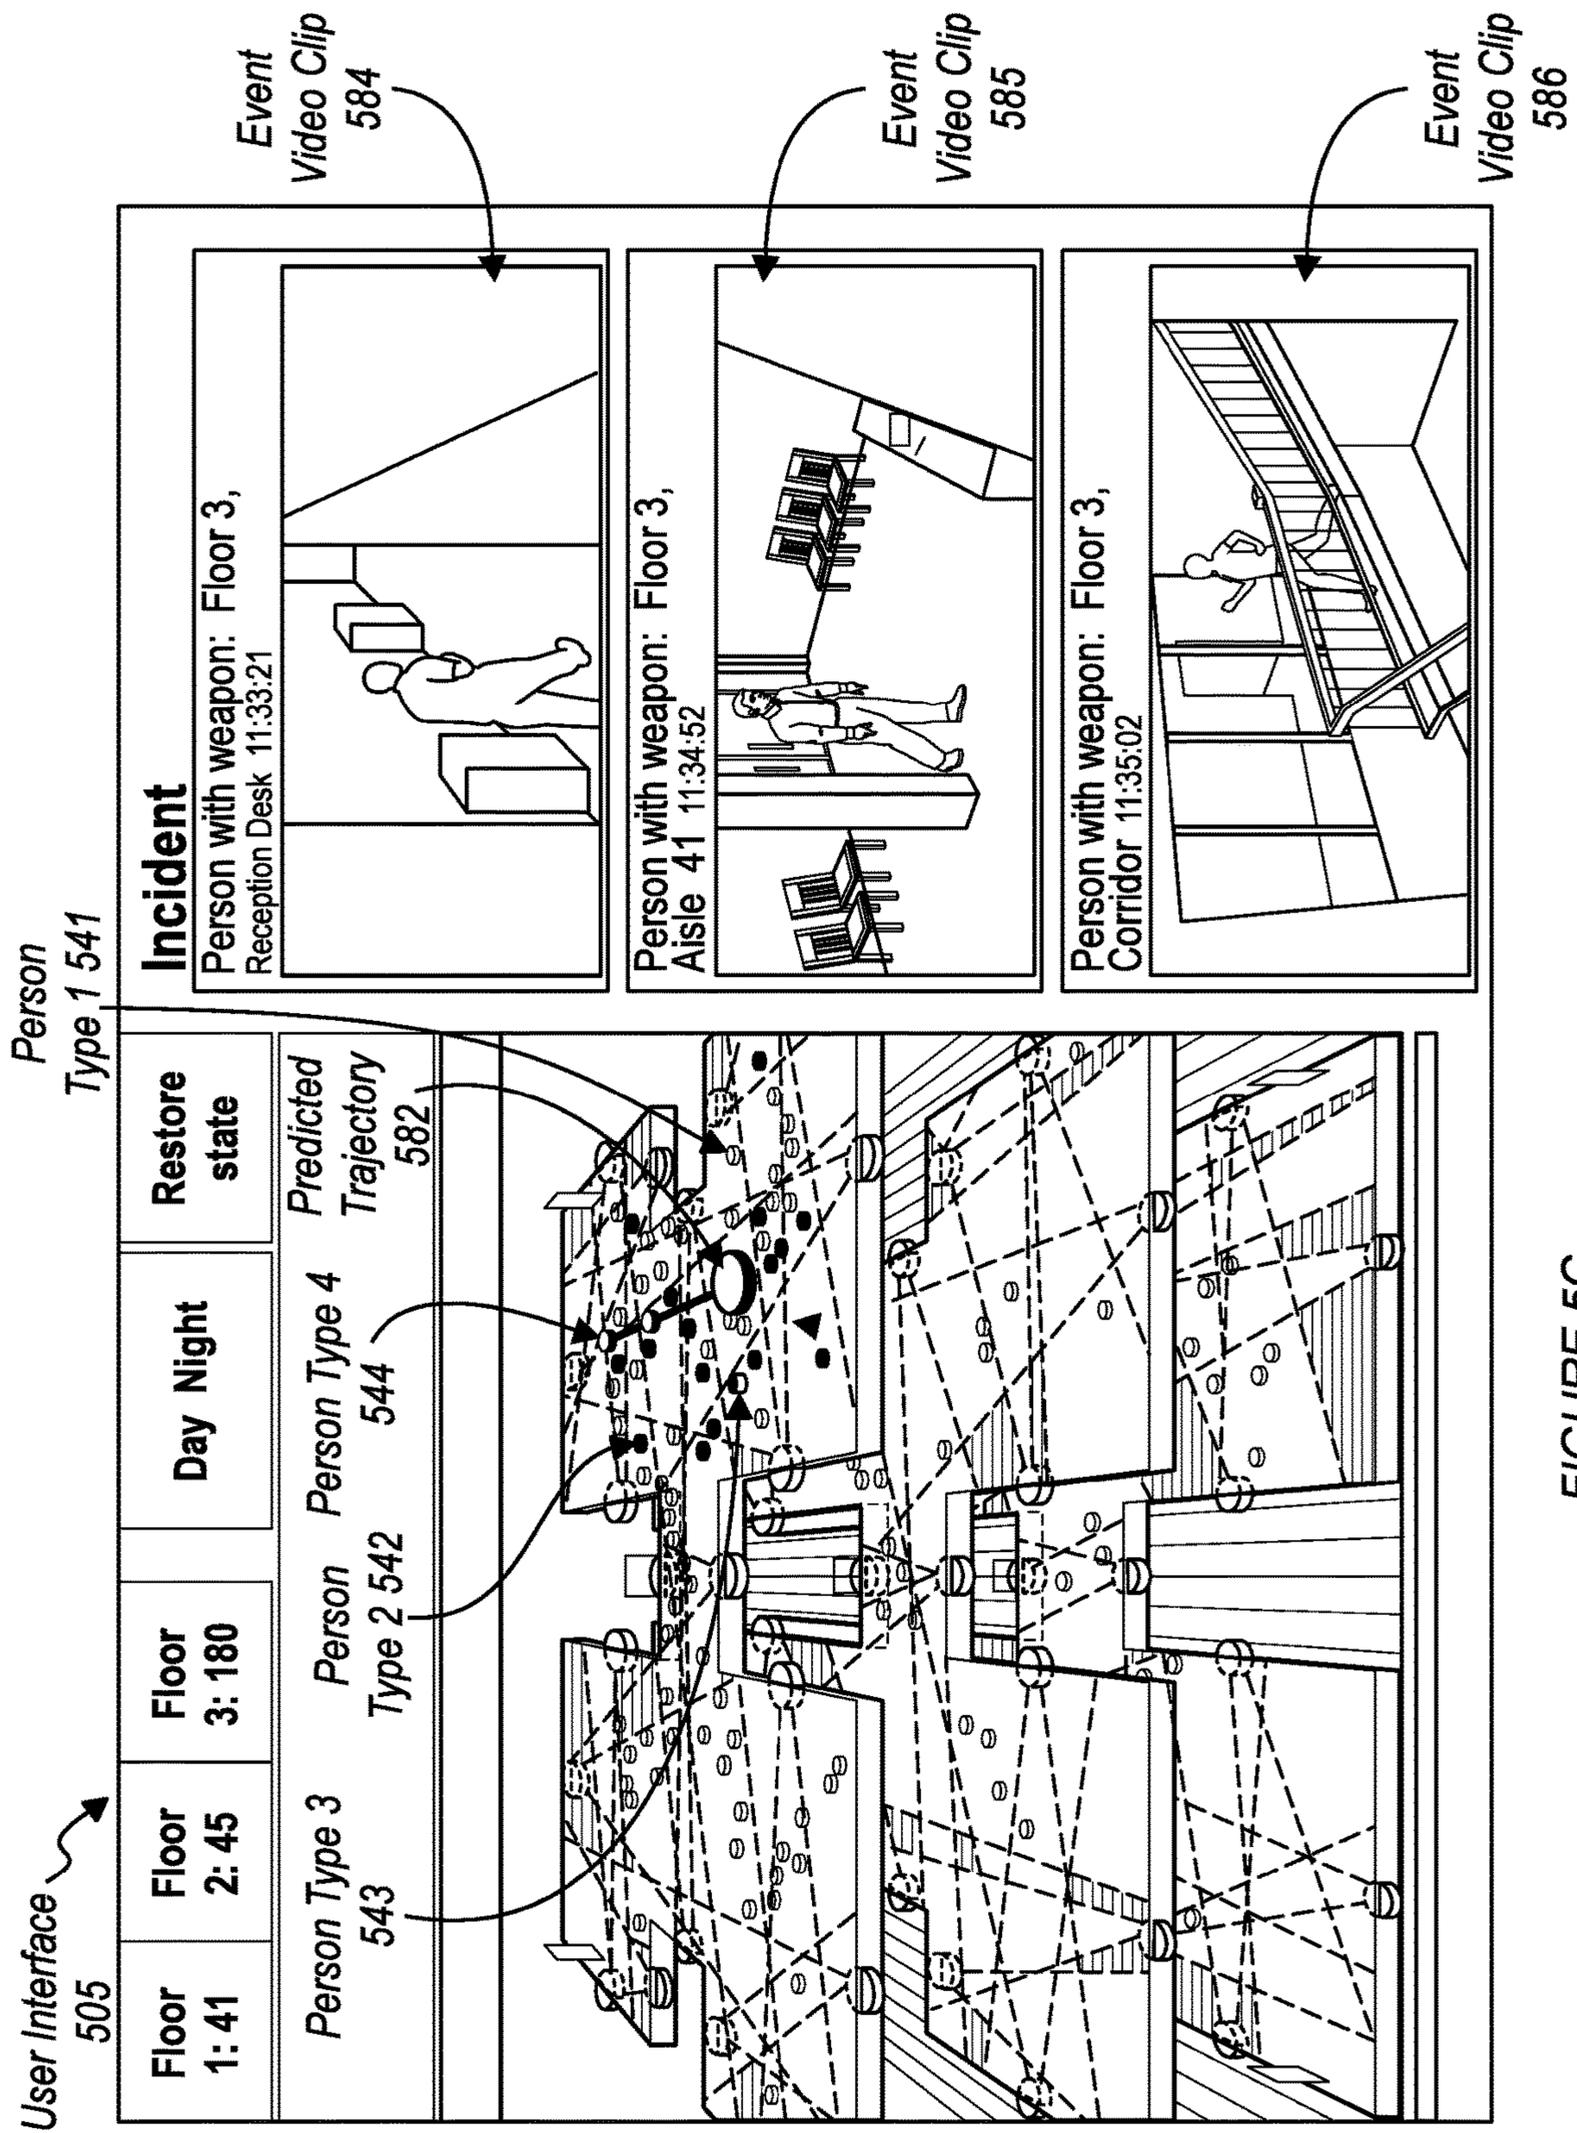 User Interface
505
Person
Type 1 541
Floor
1: 41
Floor
2: 45
Floor
3: 180
Day Night
Restore
state
Person Type 3
543
Person
Type 2 542
Person Type 4
544
Predicted
Trajectory
582
Incident
Person with weapon: Floor 3,
Reception Desk 11:33:21
Event
Video Clip
584
Person with weapon: Floor 3,
Aisle 41 11:34:52
Event
Video Clip
585
Person with weapon: Floor 3,
Corridor 11:35:02
Event
Video Clip
586
FIGURE 5C